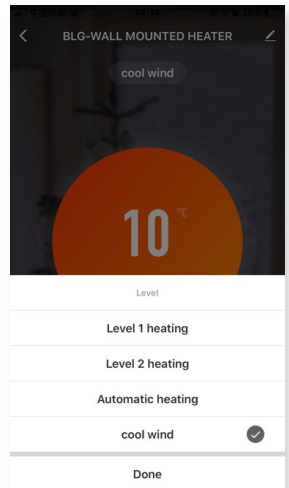 BLG-WALL MOUNTED HEATER
cool wind
10 °C
Level
Level 1 heating
Level 2 heating
Automatic heating
cool wind
Done